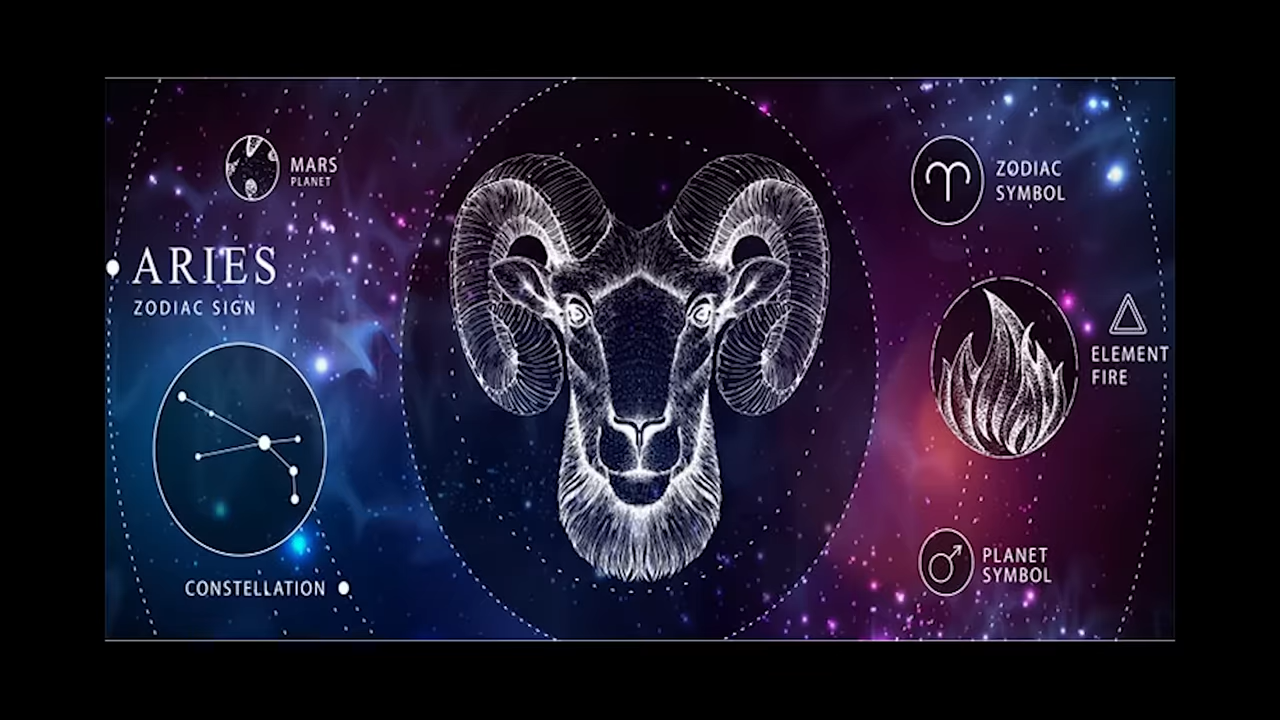 MARS
PLANET
ARIES
ZODIAC SIGN
CONSTELLATION
ZODIAC
SYMBOL
ELEMENT
FIRE
PLANET
SYMBOL